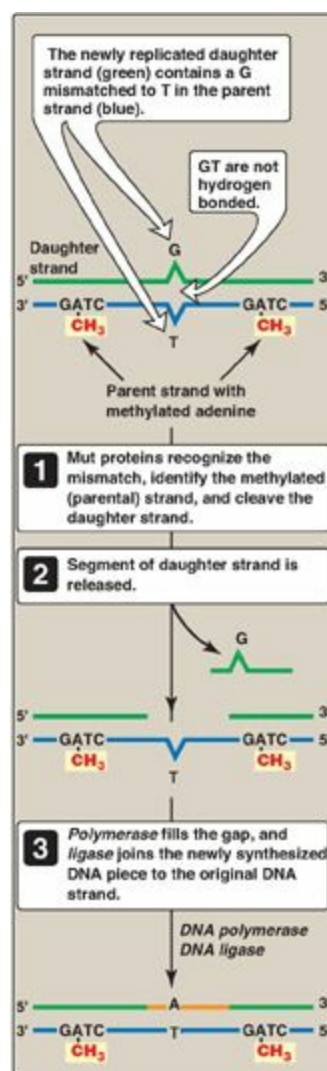 The newly replicated daughter
strand (green) contains a G
mismatched to T in the parent
strand (blue).
GT are not
hydrogen
bonded.
G
Daughter
strand
5' 3
3' GATC GATC 5
CH3 CH3
T
Parent strand with
methylated adenine
1 Mut proteins recognize the
mismatch, identify the methylated
(parental) strand, and cleave the
daughter strand.
2 Segment of daughter strand is
released.
G
5' 3
3' GATC GATC 5
CH3 CH3
T
3 Polymerase fills the gap, and
ligase joins the newly synthesized
DNA piece to the original DNA
strand.
DNA polymerase
DNA ligase
5' A 3
3' GATC T GATC 5
CH3 CH3